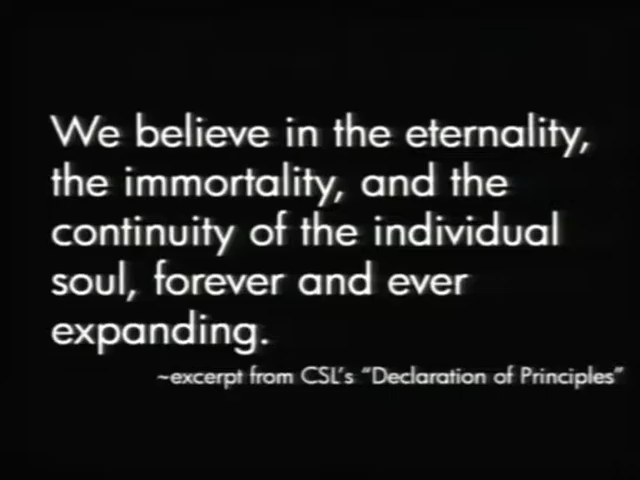 We believe in the eternality,
the immortality, and the
continuity of the individual
soul, forever and ever
expanding.
~excerpt from CSL's "Declaration of Principles"